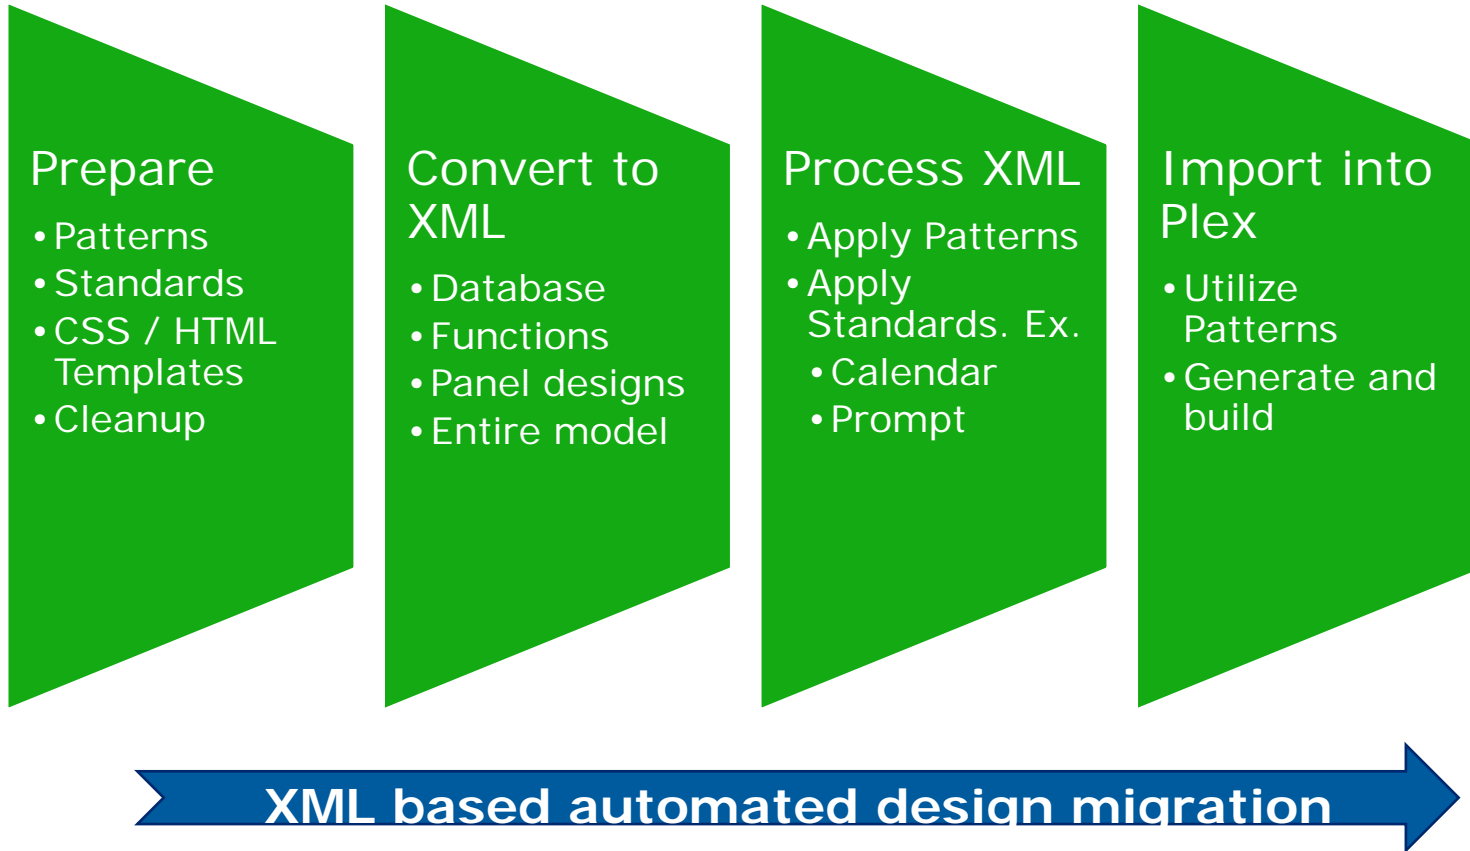 Prepare
• Patterns
• Standards
• CSS / HTML
Templates
• Cleanup
Convert to
XML
• Database
• Functions
• Panel designs
• Entire model
Process XML
• Apply Patterns
• Apply
Standards. Ex.
• Calendar
• Prompt
Import into
Plex
• Utilize
Patterns
• Generate and
build
XML based automated design migration